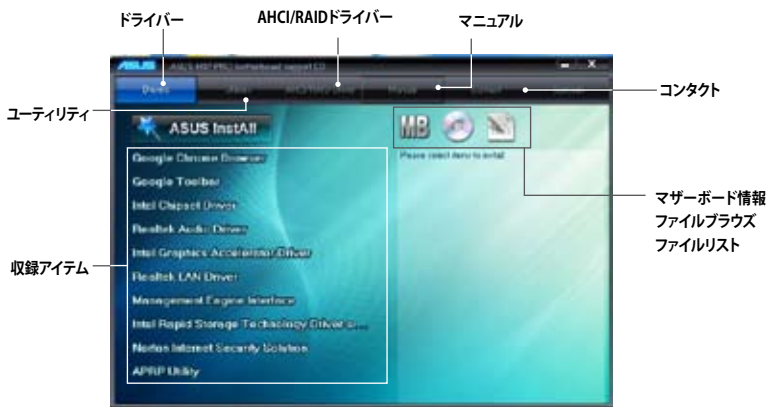 ドライバー
AHCI/RAIDドライバー
マニュアル
ユーティリティ
コンタクト
ASUS
Drivers
ASUS InstAll
MB
Please select items to install
Google Chrome Browser
Google Toolbar
Intel Chipset Driver
Realtek Audio Driver
Intel Graphics Accelerator Driver
Realtek LAN Driver
Management Engine Interface
Intel Rapid Storage Technology Driver s...
Norton Internet Security Solution
APRP Utility
収録アイテム
マザーボード情報
ファイルブラウズ
ファイルリスト